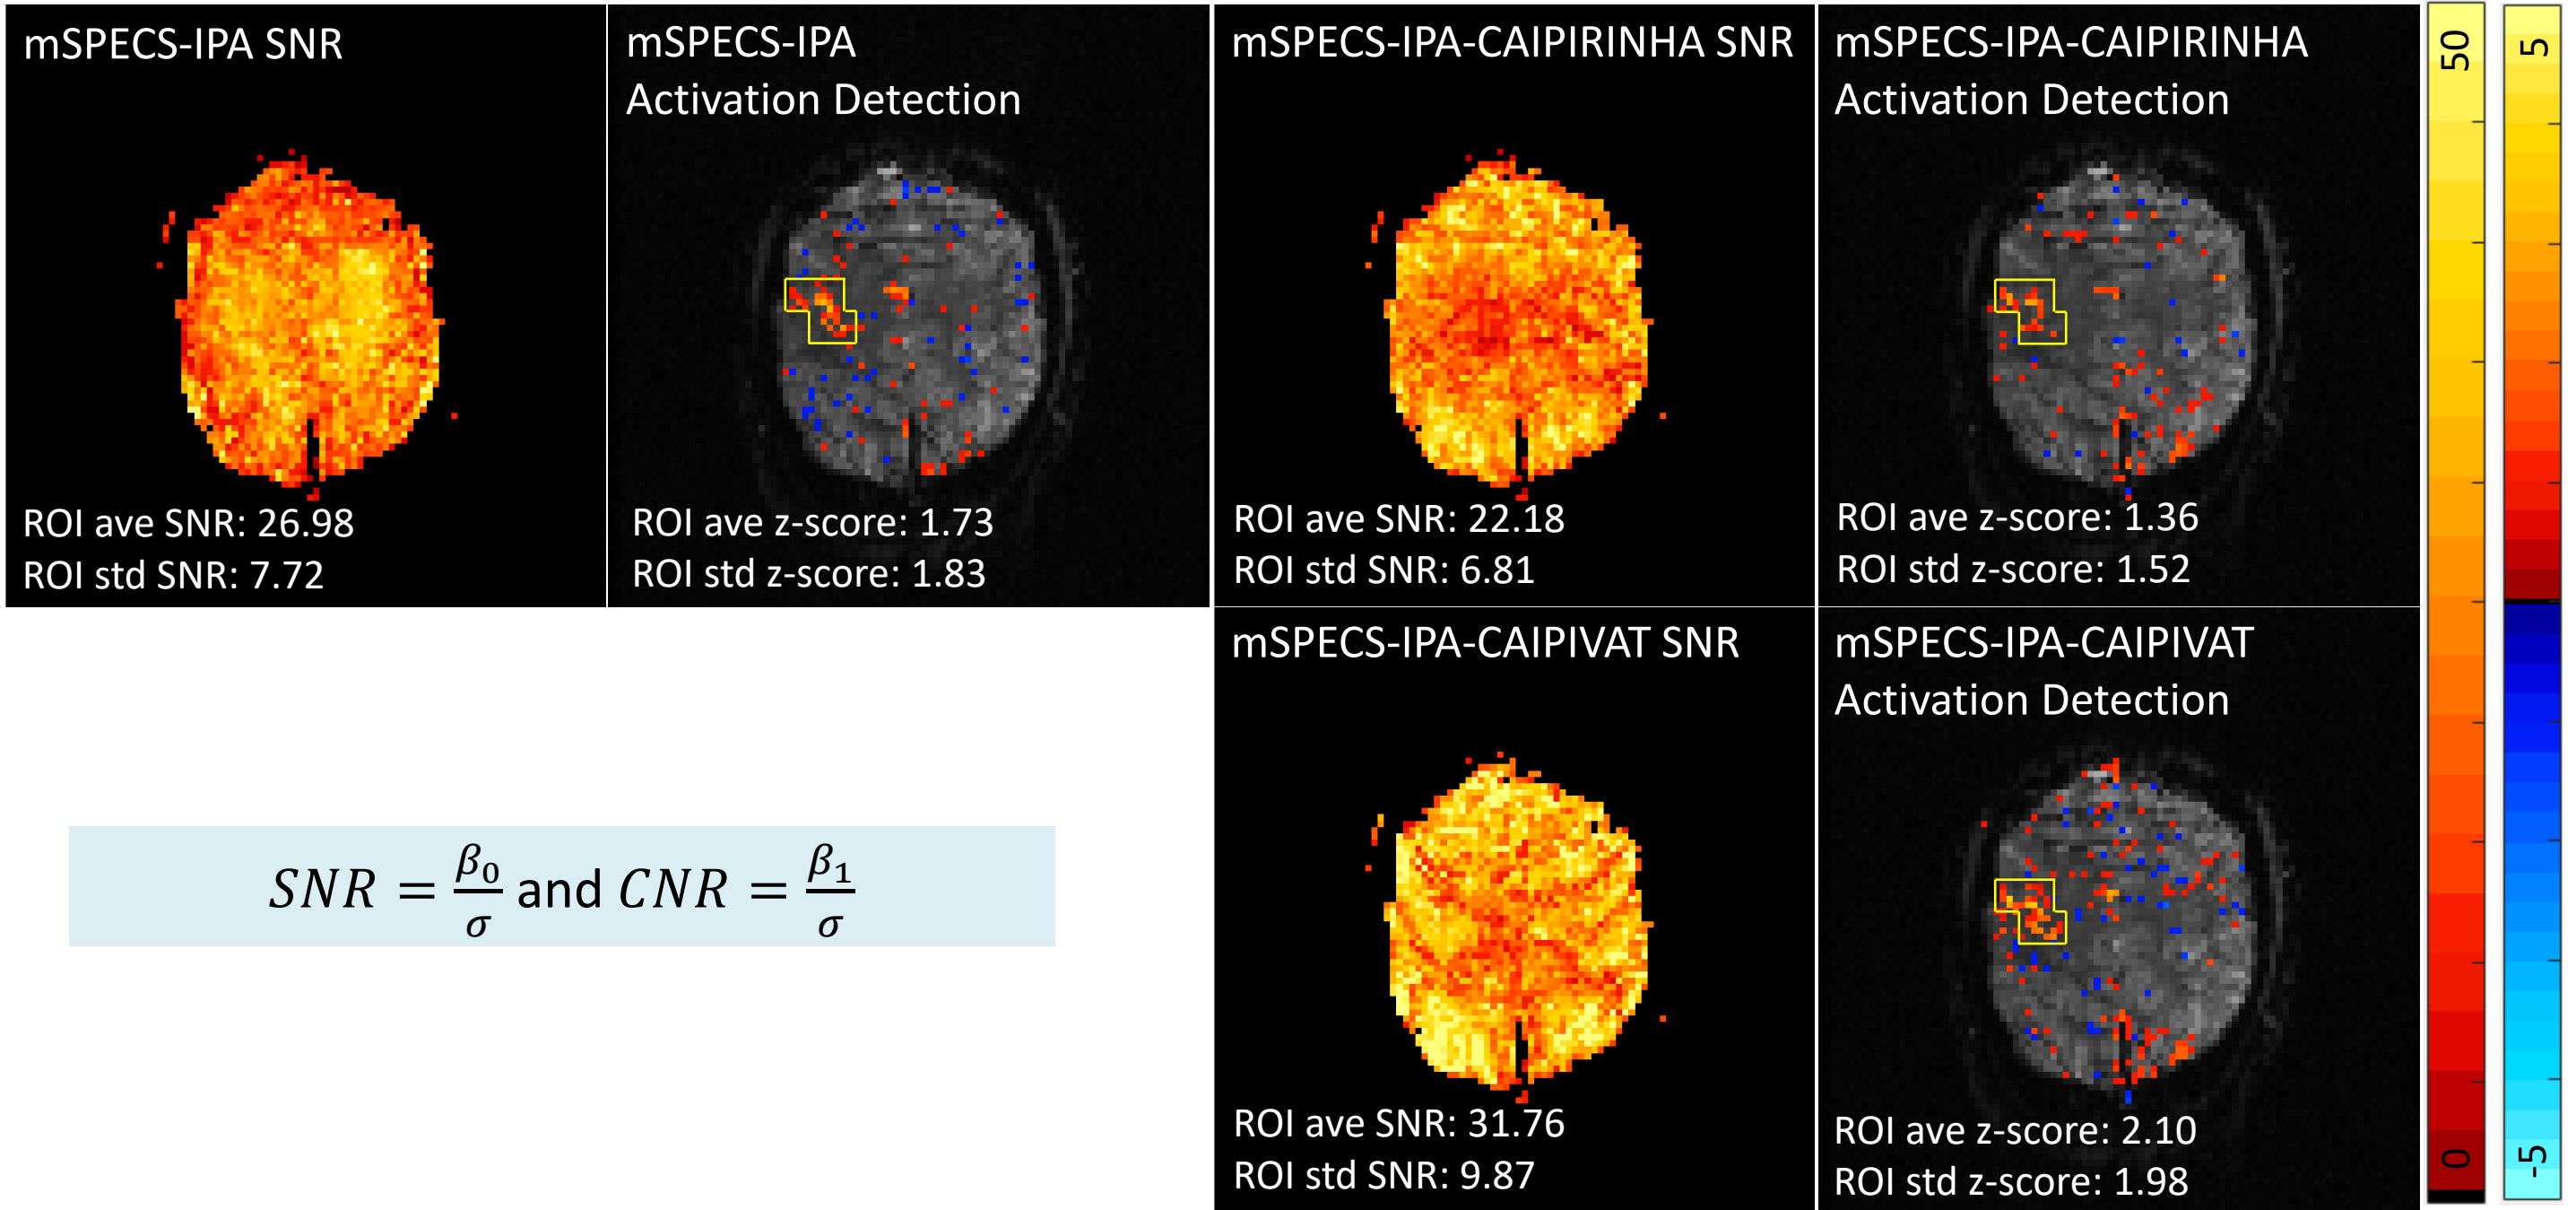 mSPECS-IPA SNR
ROI ave SNR: 26.98
ROI std SNR: 7.72
mSPECS-IPA
Activation Detection
ROI ave z-score: 1.73
ROI std z-score: 1.83
mSPECS-IPA-CAIPIRINHA SNR
ROI ave SNR: 22.18
ROI std SNR: 6.81
mSPECS-IPA-CAIPIRINHA
Activation Detection
ROI ave z-score: 1.36
ROI std z-score: 1.52
SNR = β₀/σ and CNR = β₁/σ
mSPECS-IPA-CAIPIVAT SNR
ROI ave SNR: 31.76
ROI std SNR: 9.87
mSPECS-IPA-CAIPIVAT
Activation Detection
ROI ave z-score: 2.10
ROI std z-score: 1.98
50
0
5
-5